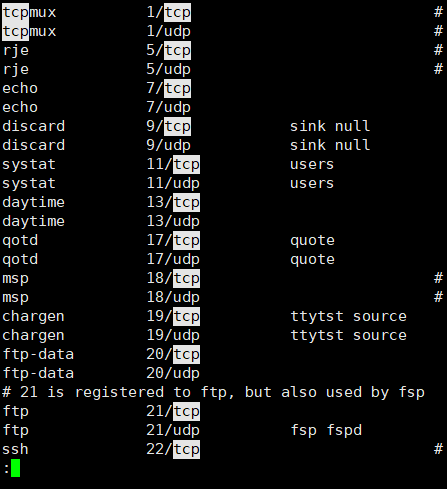 tcpmux          1/tcp                           #
tcpmux          1/udp                           #
rje             5/tcp                           #
rje             5/udp                           #
echo            7/tcp
echo            7/udp
discard         9/tcp           sink null
discard         9/udp           sink null
systat          11/tcp          users
systat          11/udp          users
daytime         13/tcp
daytime         13/udp
qotd            17/tcp          quote
qotd            17/udp          quote
msp             18/tcp                          #
msp             18/udp                          #
chargen         19/tcp          ttytst source
chargen         19/udp          ttytst source
ftp-data        20/tcp
ftp-data        20/udp
# 21 is registered to ftp, but also used by fsp
ftp             21/tcp
ftp             21/udp          fsp fspd
ssh             22/tcp                          #
: